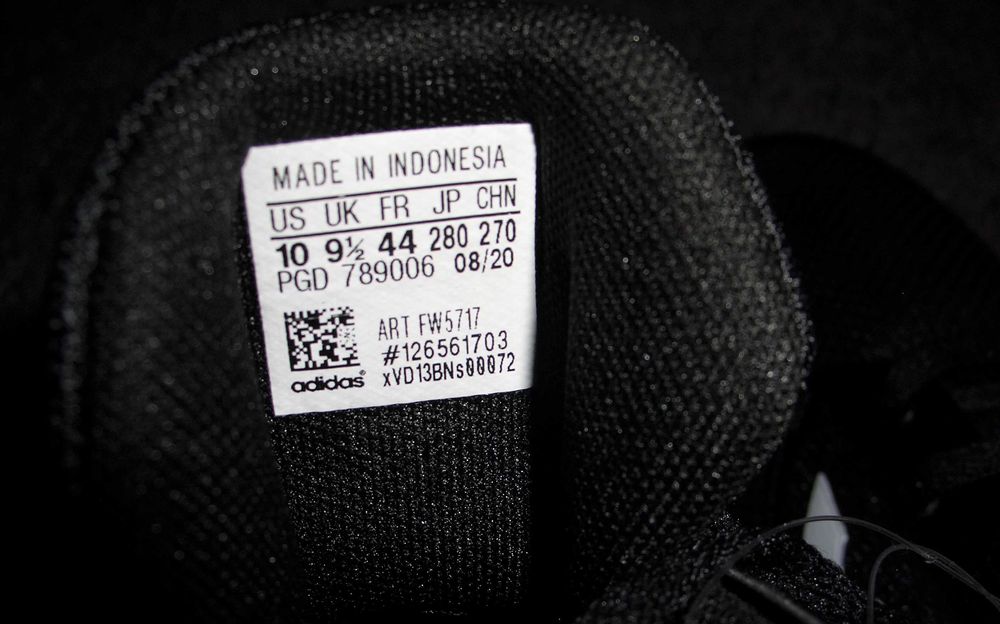 MADE IN INDONESIA
US UK FR JP CHN
10 9½ 44 280 270
PGD 789006 08/20
ART FW5717
#126561703
adidas® xVD13BNs00072